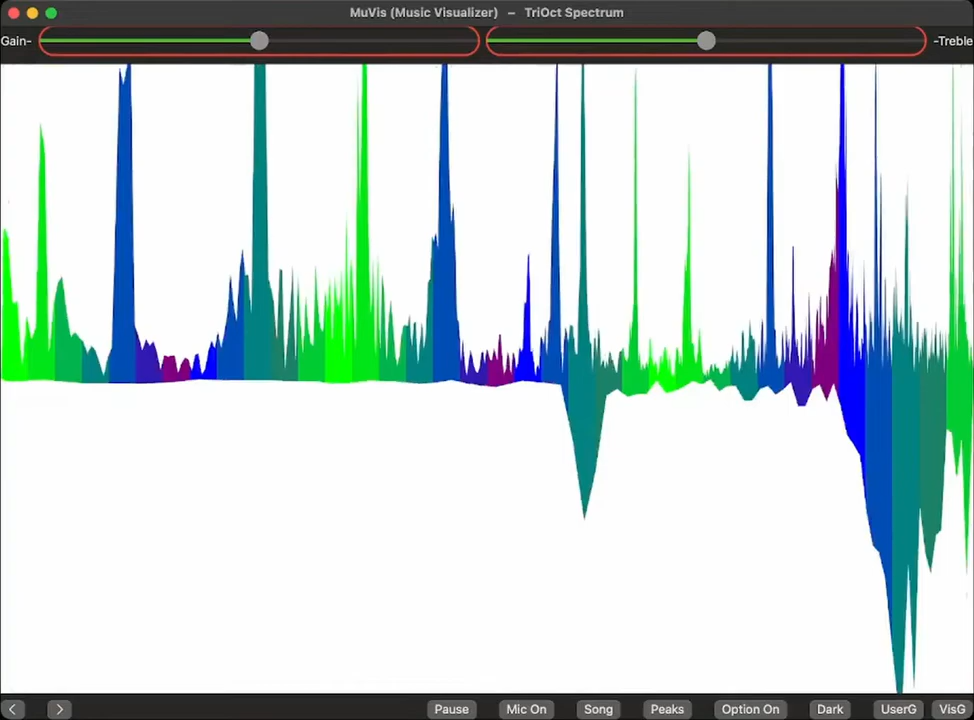 MuVis (Music Visualizer) – TriOct Spectrum
Gain- -Treble
< > Pause Mic On Song Peaks Option On Dark UserG VisG